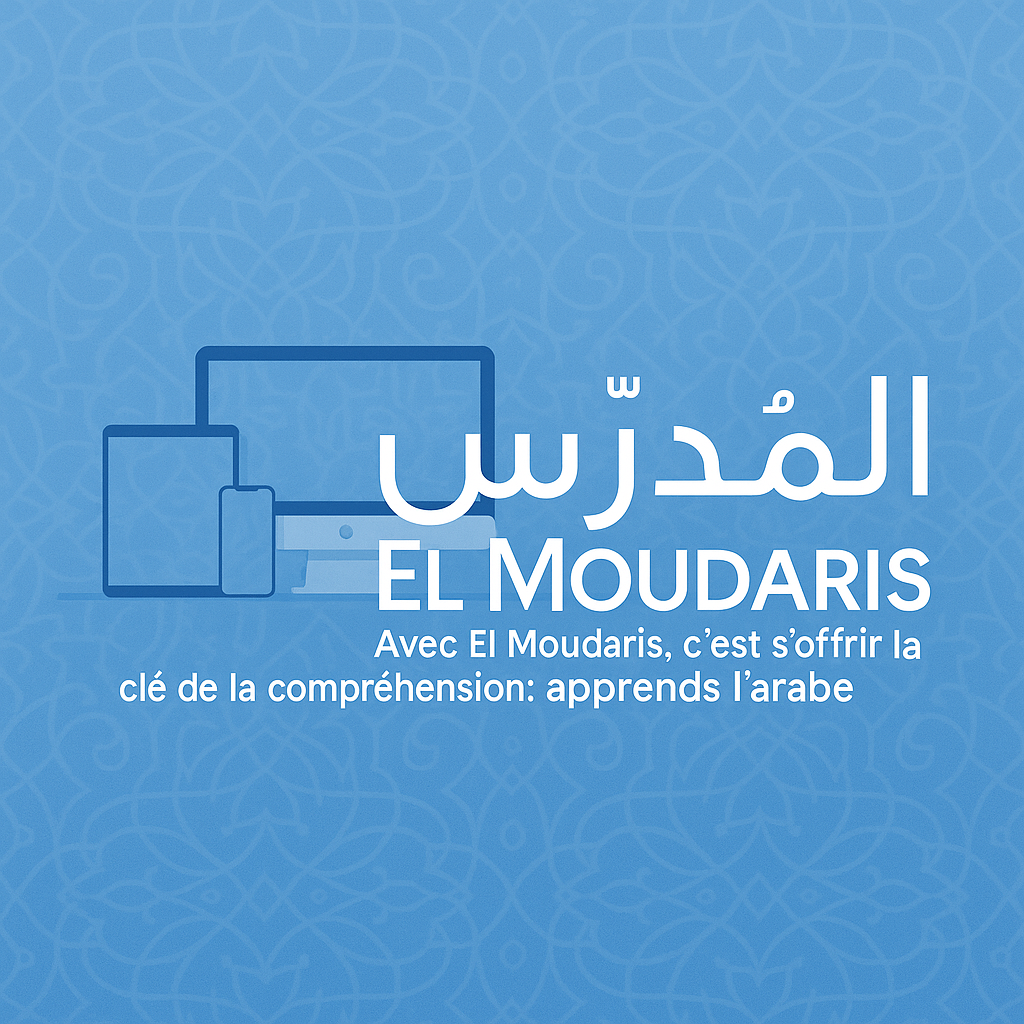 المُدرّس
EL MOUDARIS
Avec El Moudaris, c’est s’offrir la
clé de la compréhension: apprends l’arabe